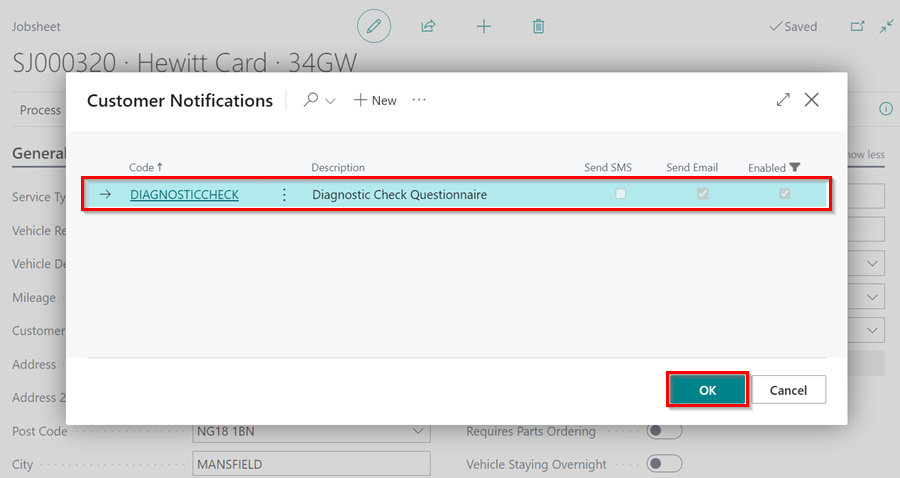 Jobsheet
Saved
SJ000320 · Hewitt Card · 34GW
Process
Customer Notifications
New
General
how less
Code ↑ Description Send SMS Send Email Enabled
DIAGNOSTICCHECK Diagnostic Check Questionnaire
Service Ty
Vehicle Re
Vehicle De
Mileage
Customer
Address
Address 2
OK Cancel
Post Code NG18 1BN Requires Parts Ordering
City MANSFIELD Vehicle Staying Overnight